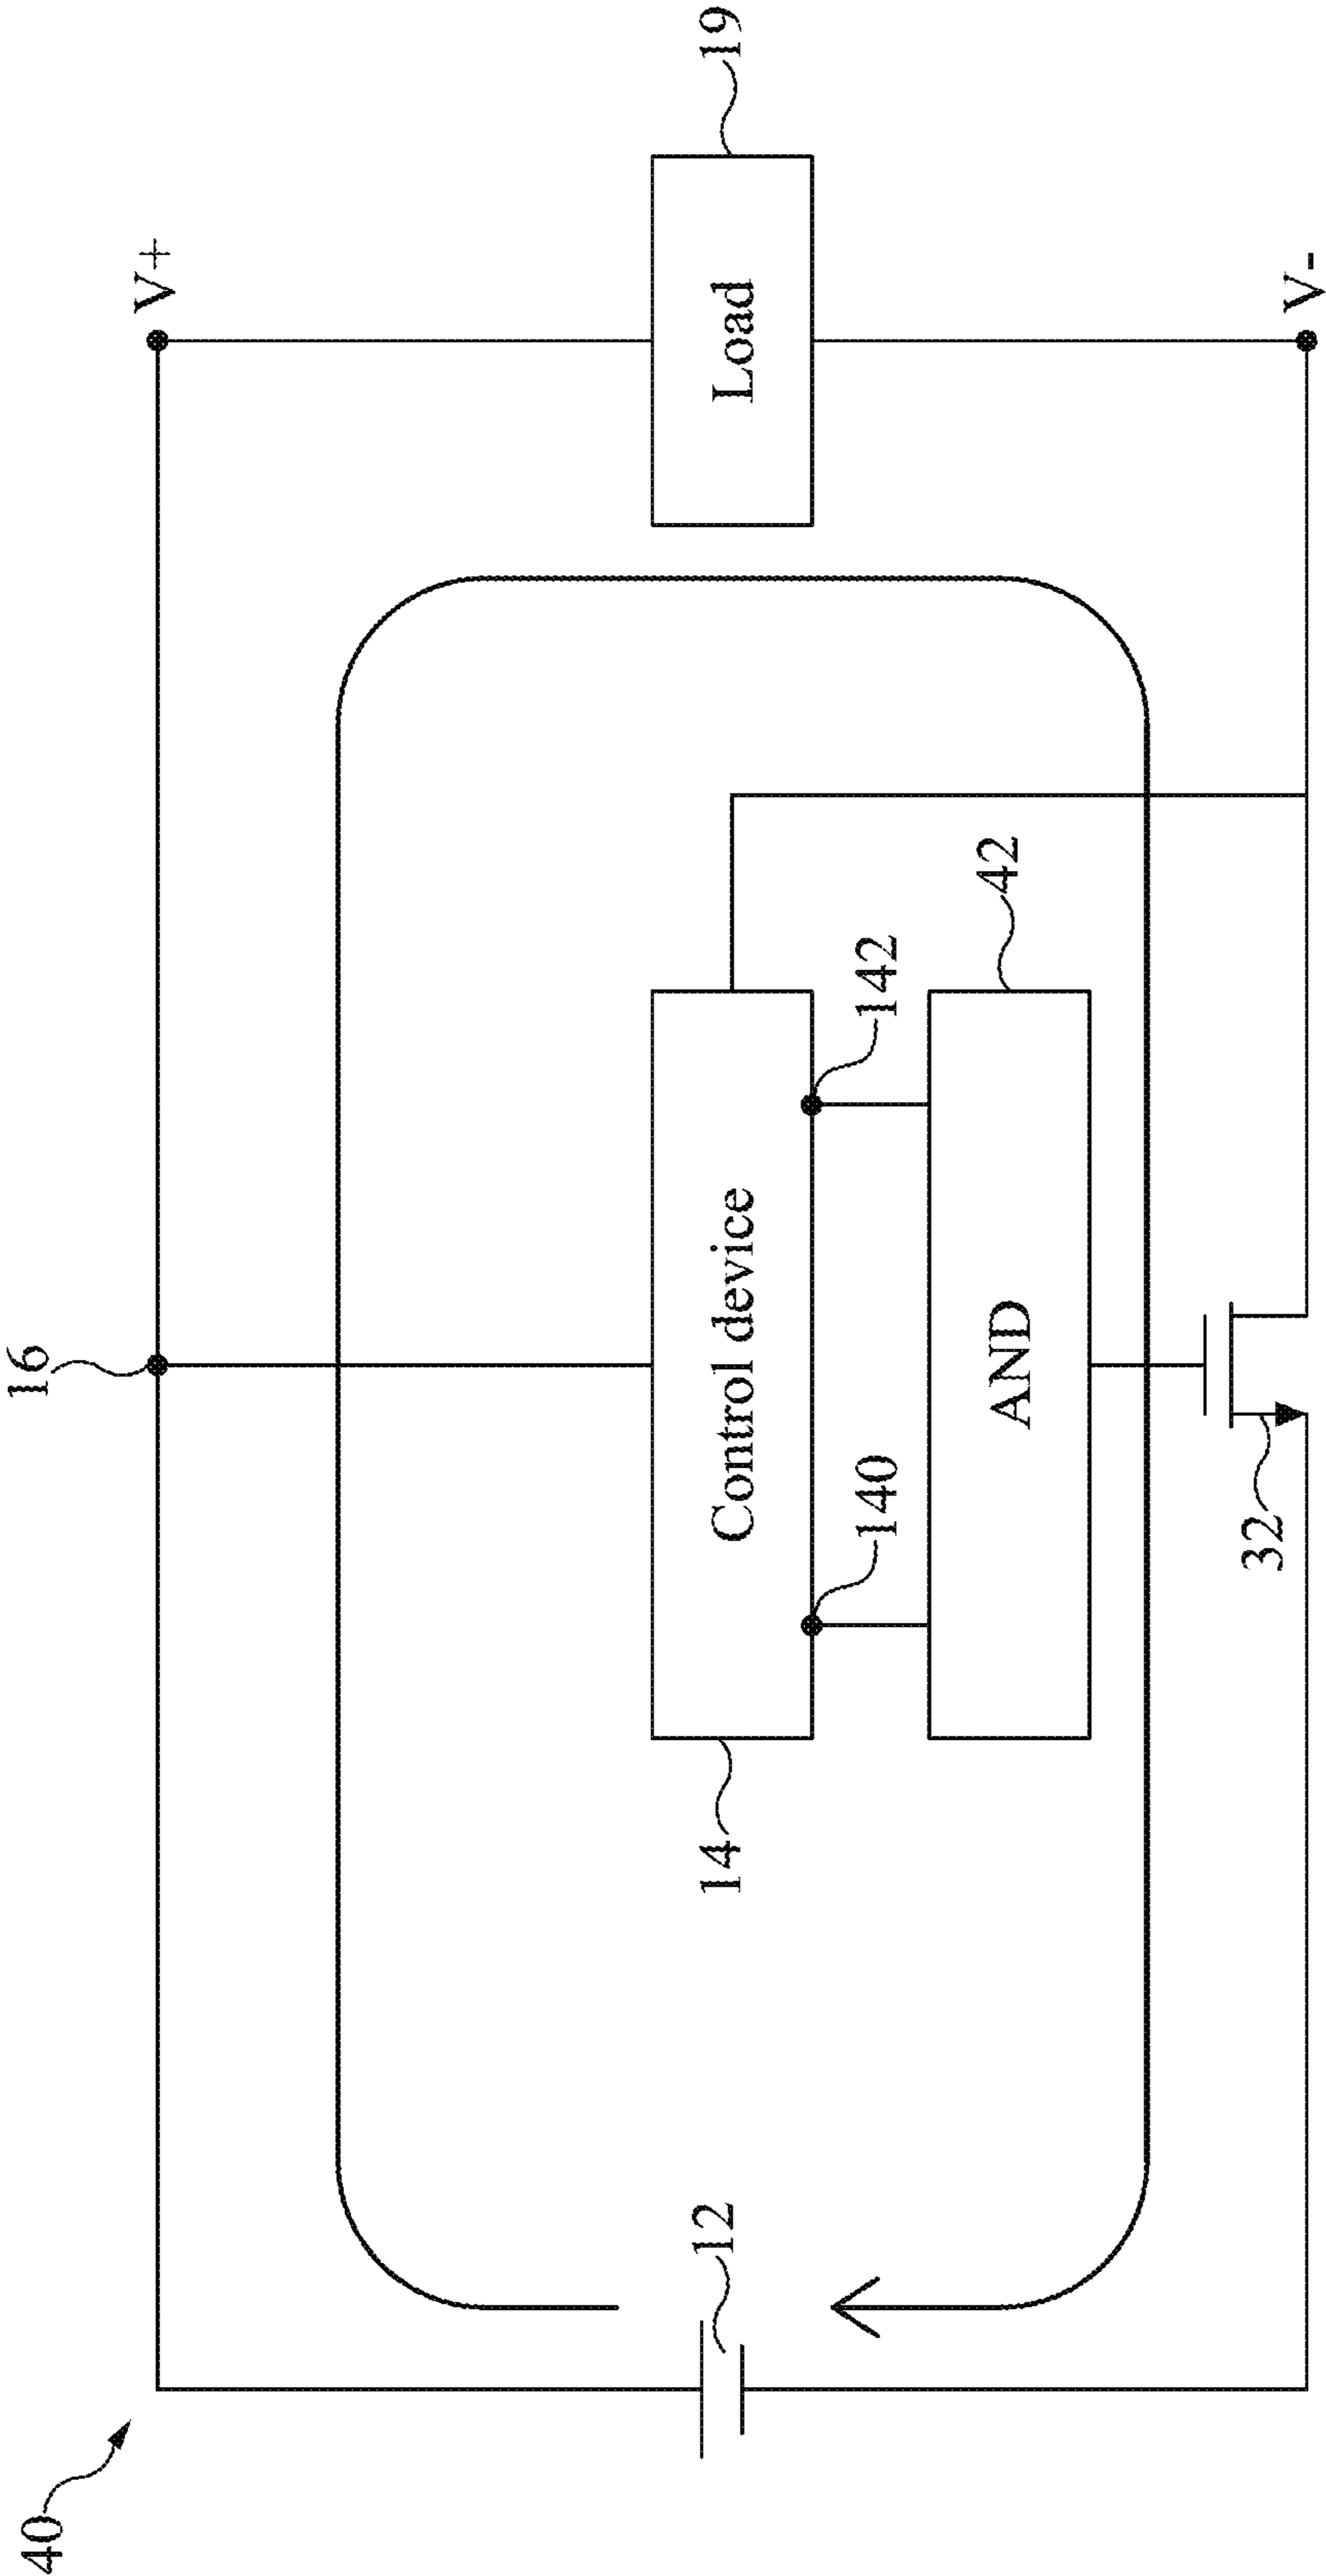 40
16
V+
12
14
Control device
Load
19
140
142
AND
42
32
V-